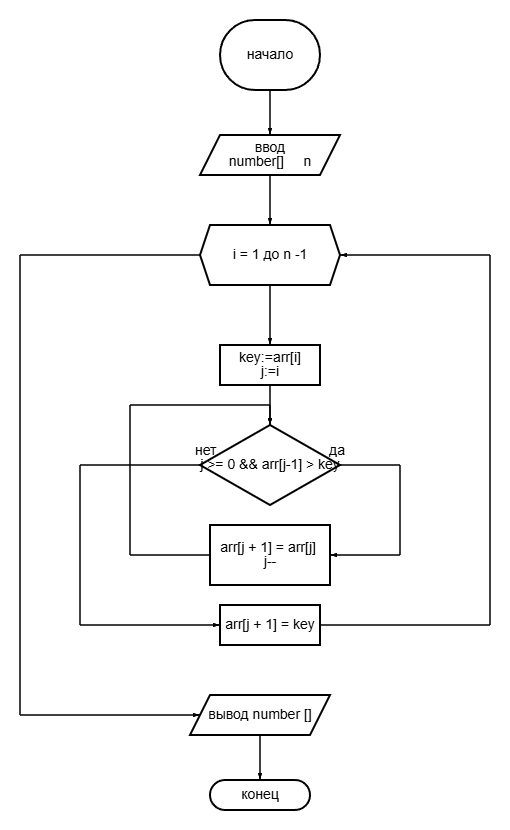 начало
ввод
number[] n
i = 1 до n -1
key:=arr[i]
j:=i
нет
да
j >= 0 && arr[j-1] > key
arr[j + 1] = arr[j]
j--
arr[j + 1] = key
вывод number []
конец